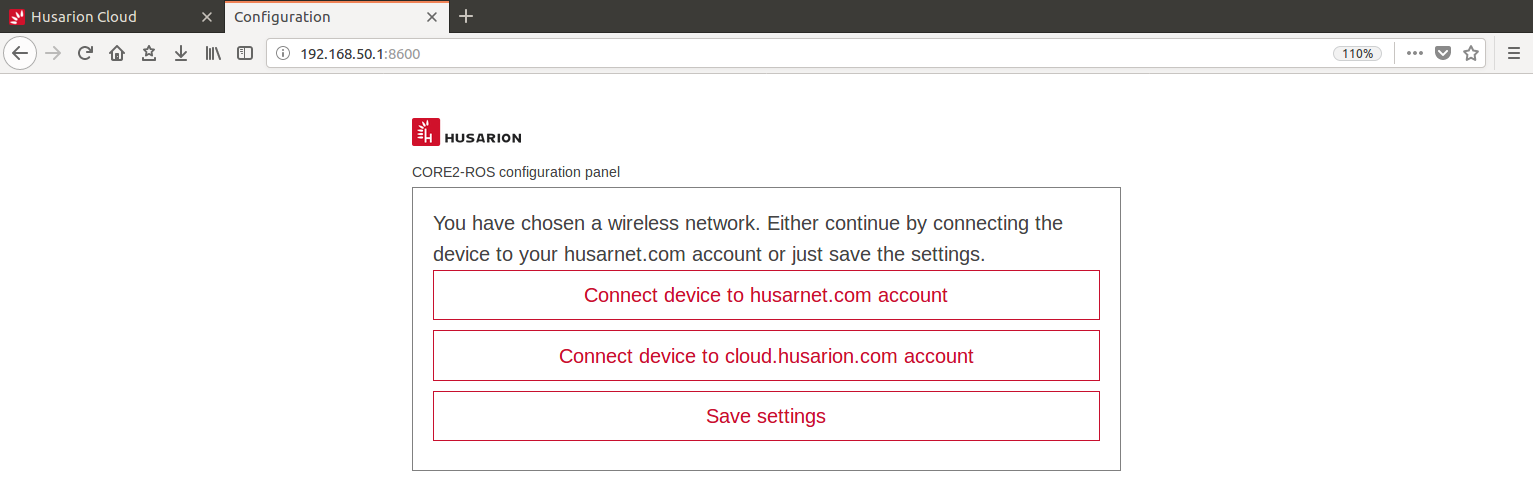 Husarion Cloud
Configuration
192.168.50.1:8600
110%
H HUSARION
CORE2-ROS configuration panel
You have chosen a wireless network. Either continue by connecting the
device to your husarnet.com account or just save the settings.
Connect device to husarnet.com account
Connect device to cloud.husarion.com account
Save settings